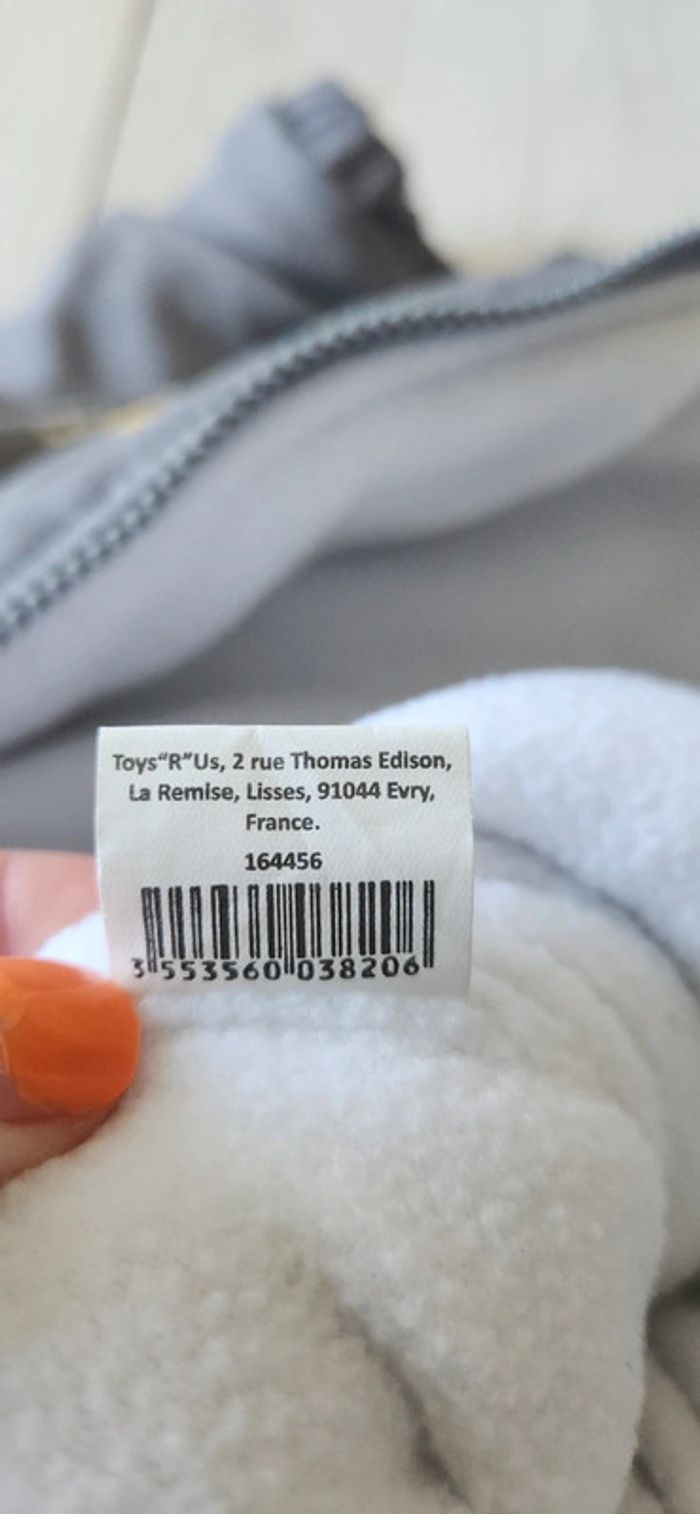 Toys“R”Us, 2 rue Thomas Edison,
La Remise, Lisses, 91044 Evry,
France.
164456
3 553560 038206